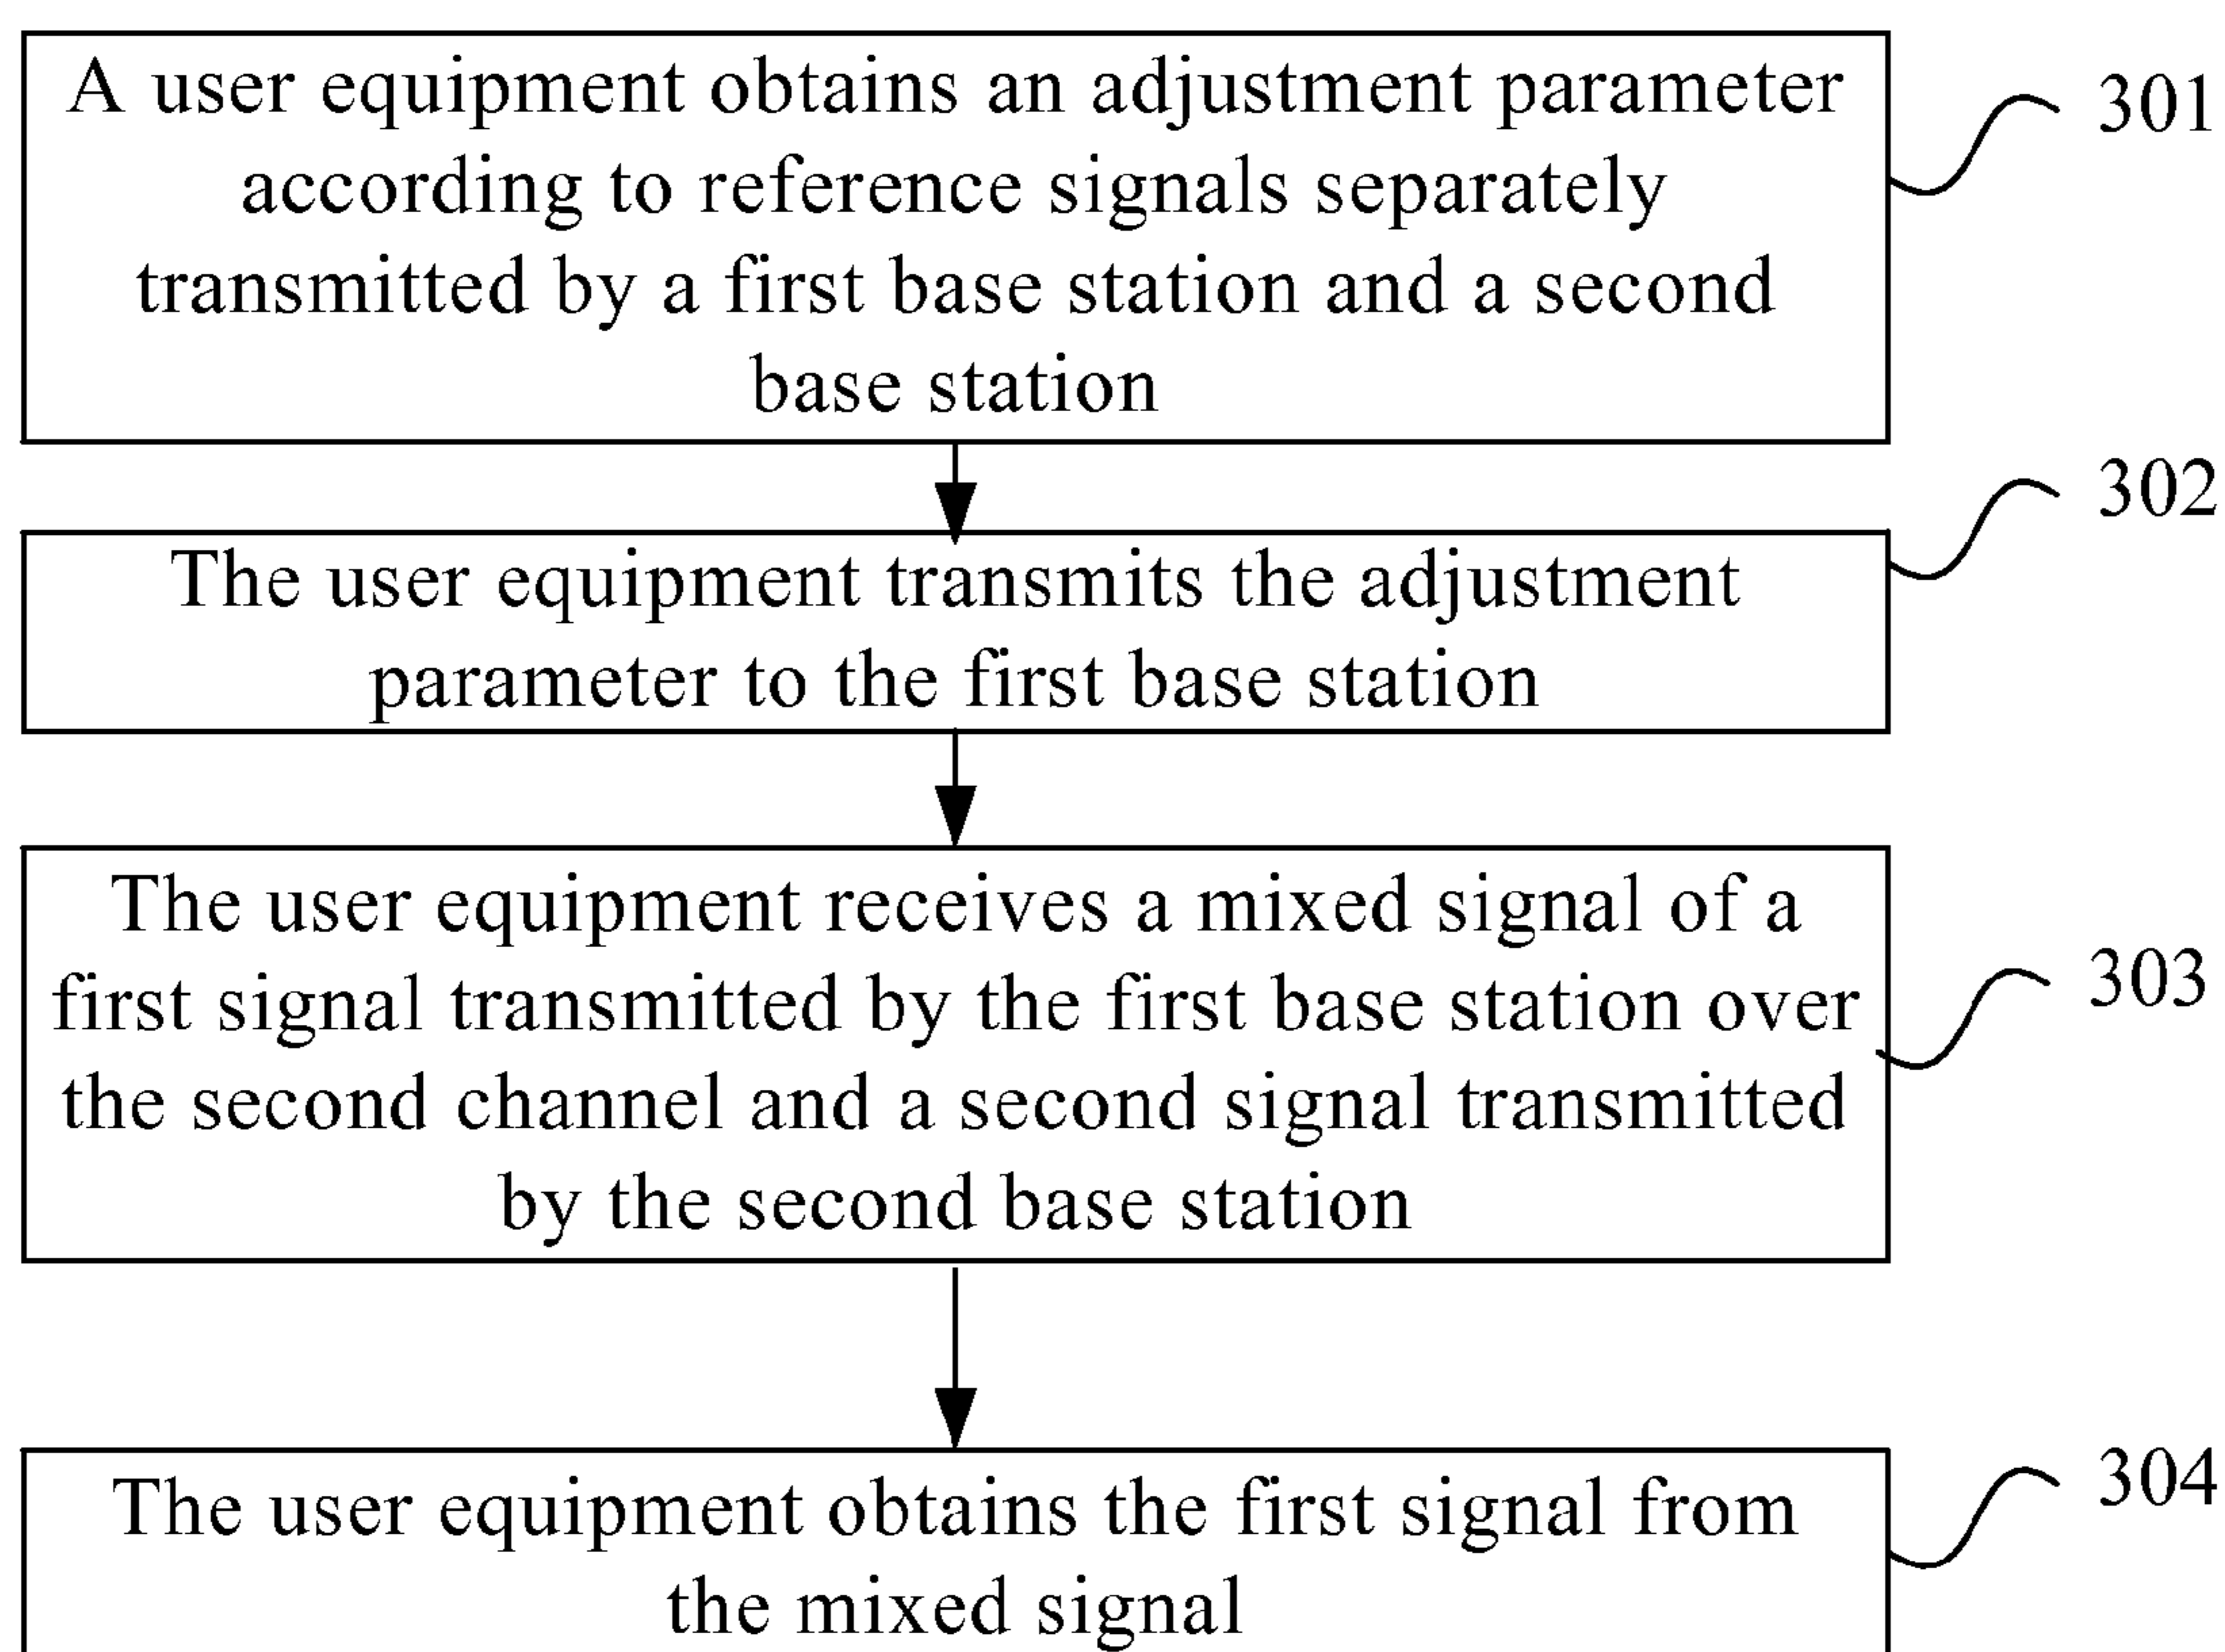 A user equipment obtains an adjustment parameter
according to reference signals separately
transmitted by a first base station and a second
base station
301
The user equipment transmits the adjustment
parameter to the first base station
302
The user equipment receives a mixed signal of a
first signal transmitted by the first base station over
the second channel and a second signal transmitted
by the second base station
303
The user equipment obtains the first signal from
the mixed signal
304